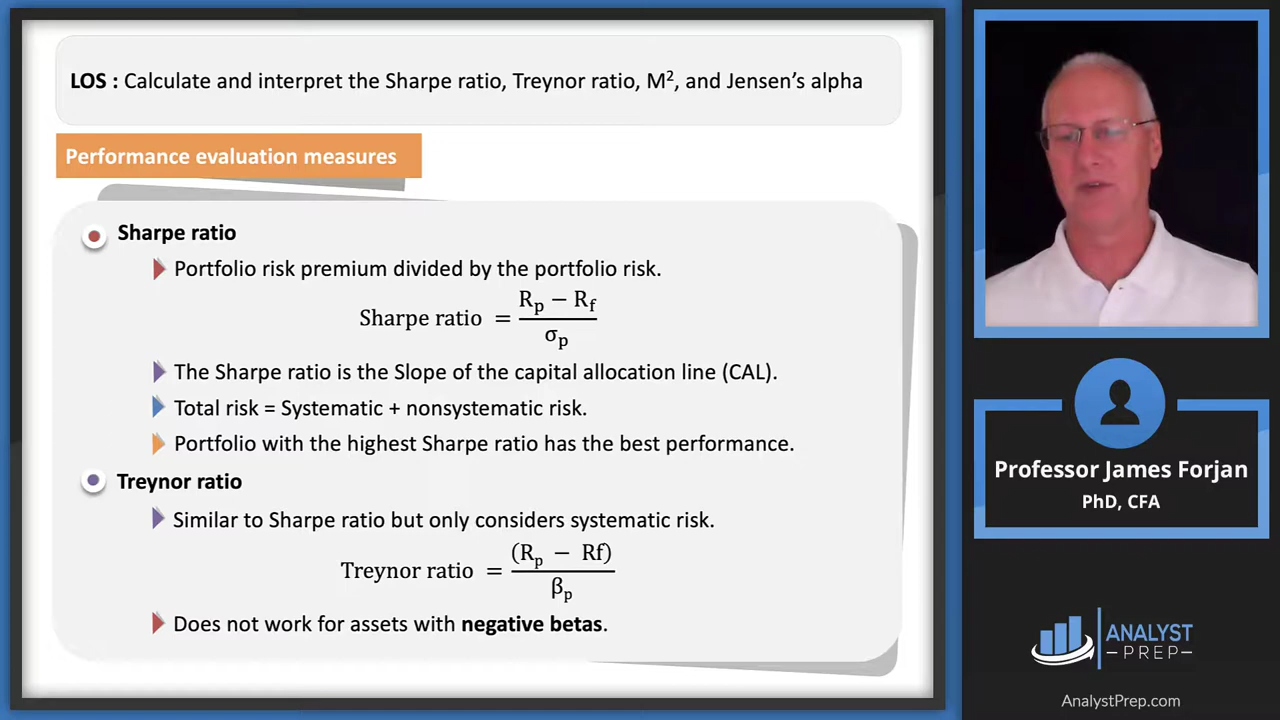 LOS : Calculate and interpret the Sharpe ratio, Treynor ratio, M², and Jensen's alpha
Performance evaluation measures
Sharpe ratio
Portfolio risk premium divided by the portfolio risk.
Sharpe ratio = (Rp − Rf) / σp
The Sharpe ratio is the Slope of the capital allocation line (CAL).
Total risk = Systematic + nonsystematic risk.
Portfolio with the highest Sharpe ratio has the best performance.
Treynor ratio
Similar to Sharpe ratio but only considers systematic risk.
Treynor ratio = (Rp − Rf) / βp
Does not work for assets with negative betas.
Professor James Forjan
PhD, CFA
ANALYST
PREP
AnalystPrep.com